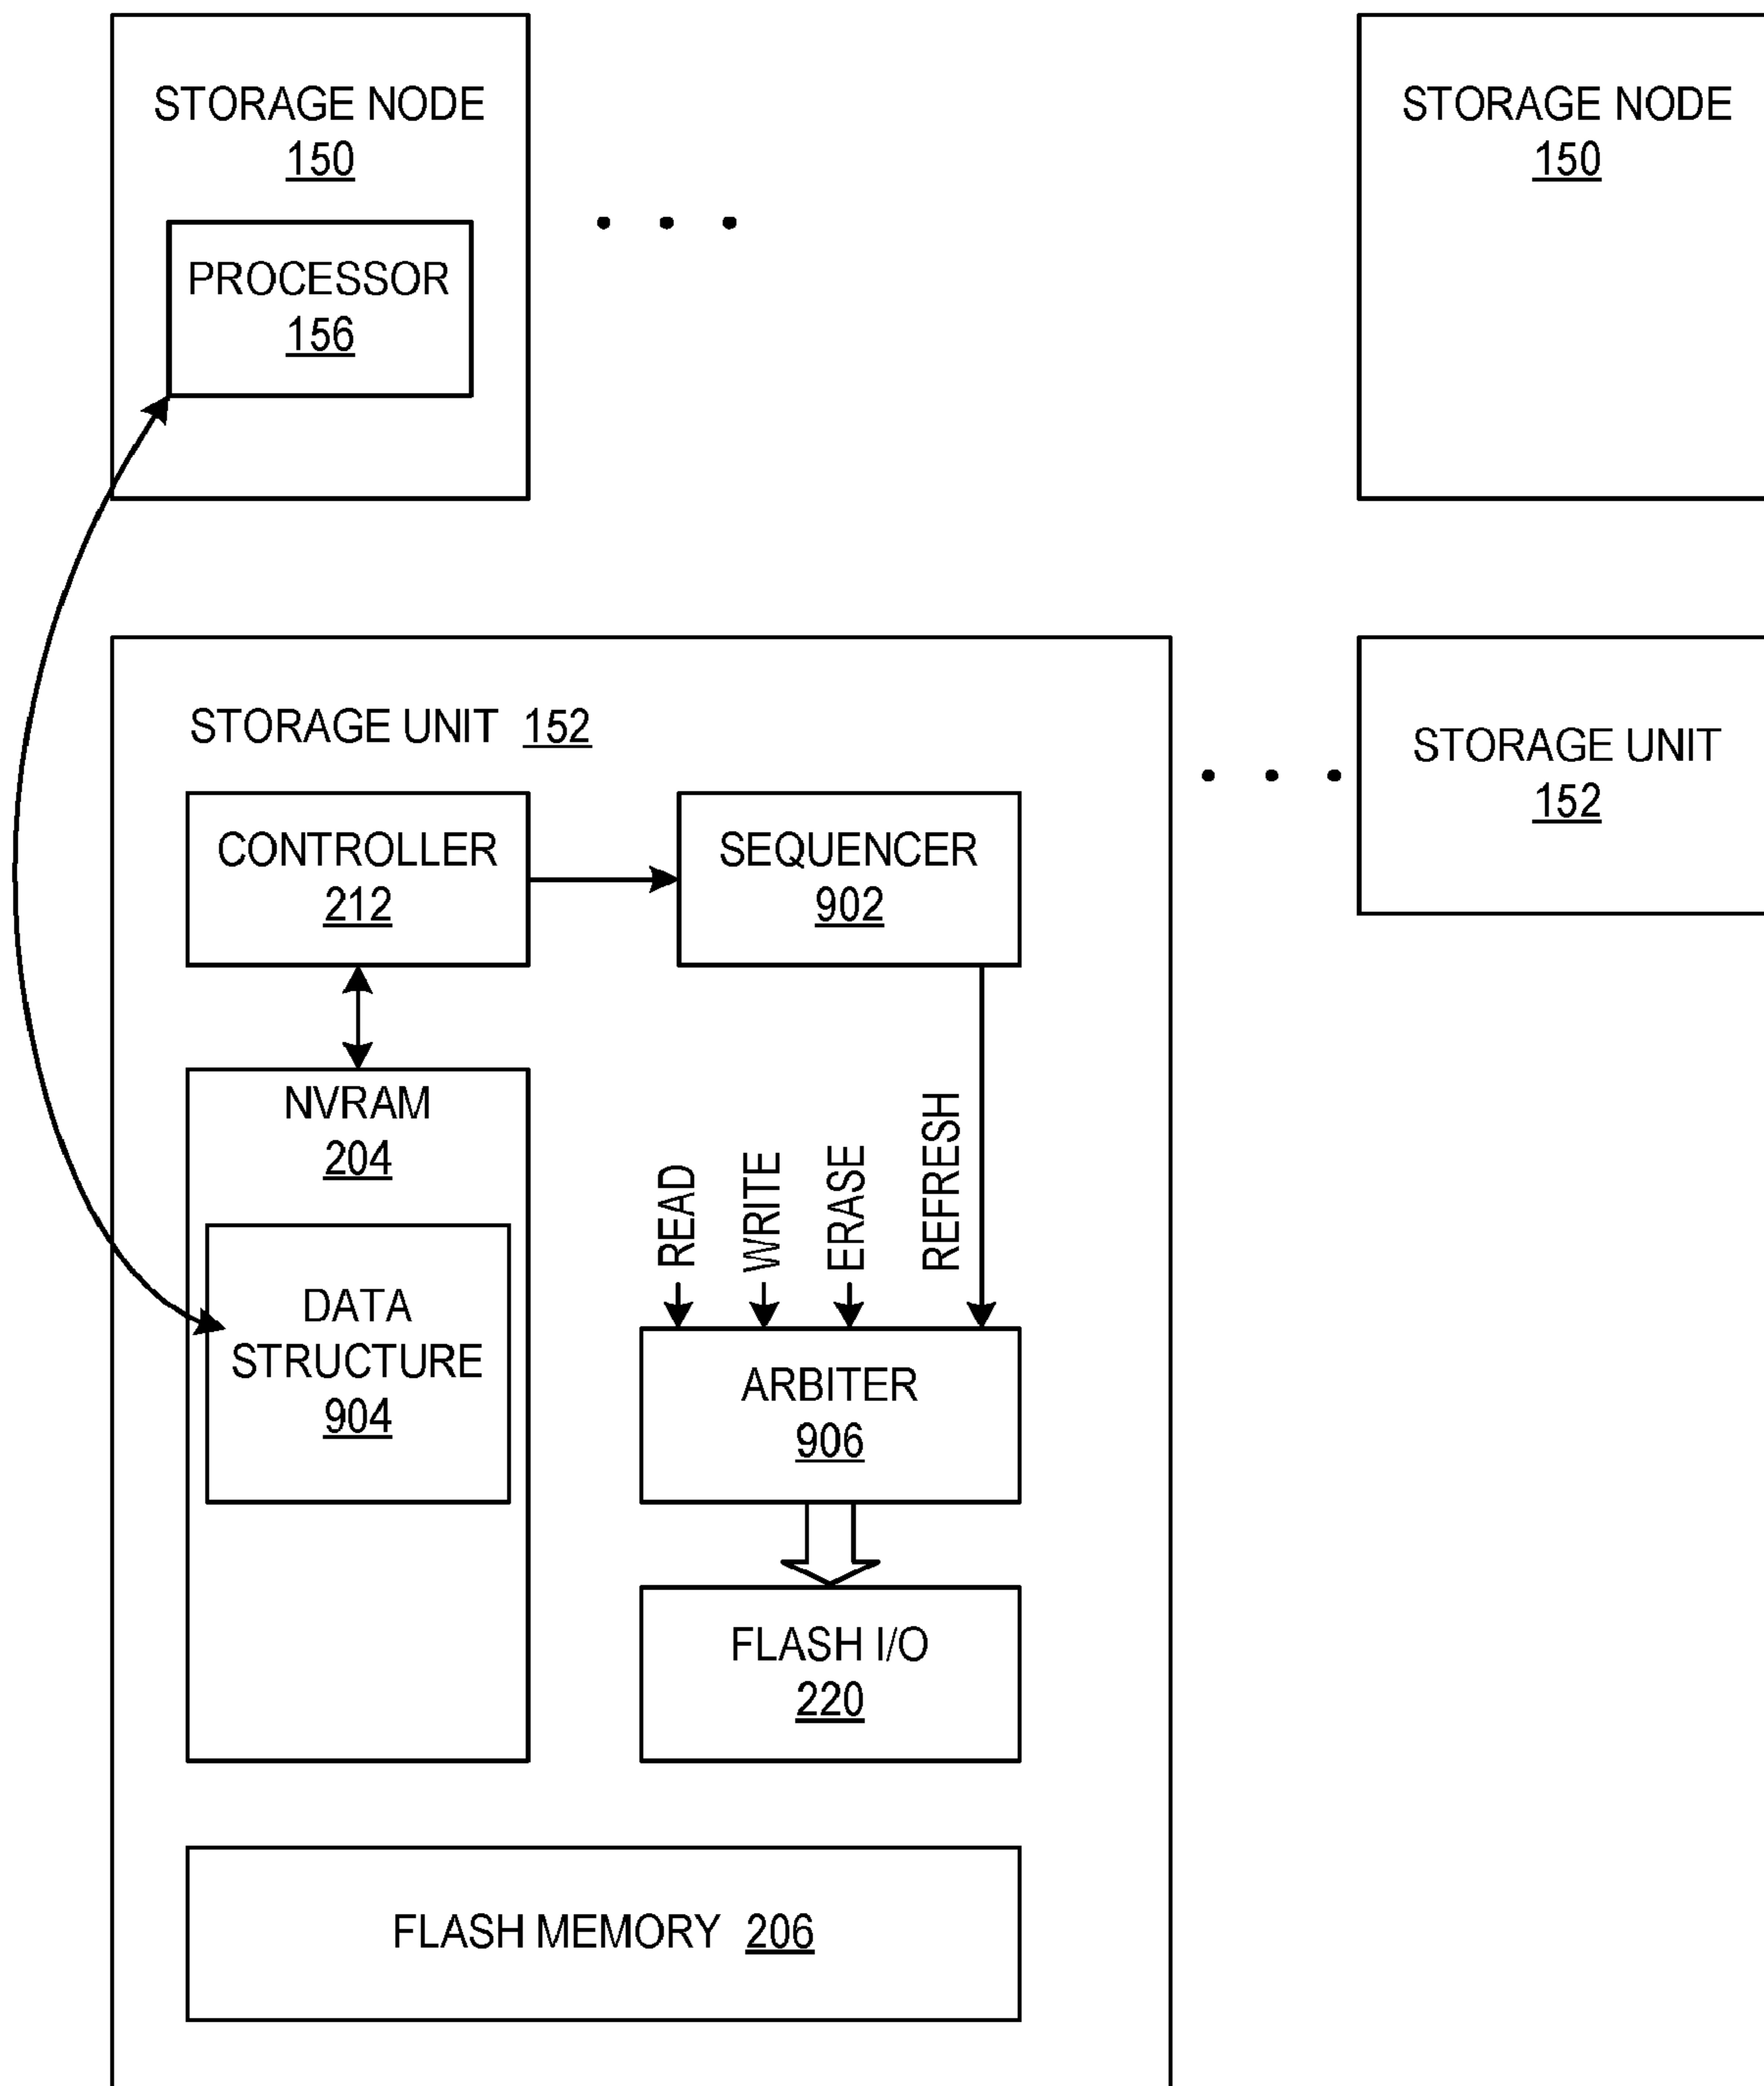 STORAGE NODE
150
PROCESSOR
156
STORAGE NODE
150
STORAGE UNIT 152
CONTROLLER
212
SEQUENCER
902
STORAGE UNIT
152
NVRAM
204
DATA
STRUCTURE
904
READ
WRITE
ERASE
REFRESH
ARBITER
906
FLASH I/O
220
FLASH MEMORY 206